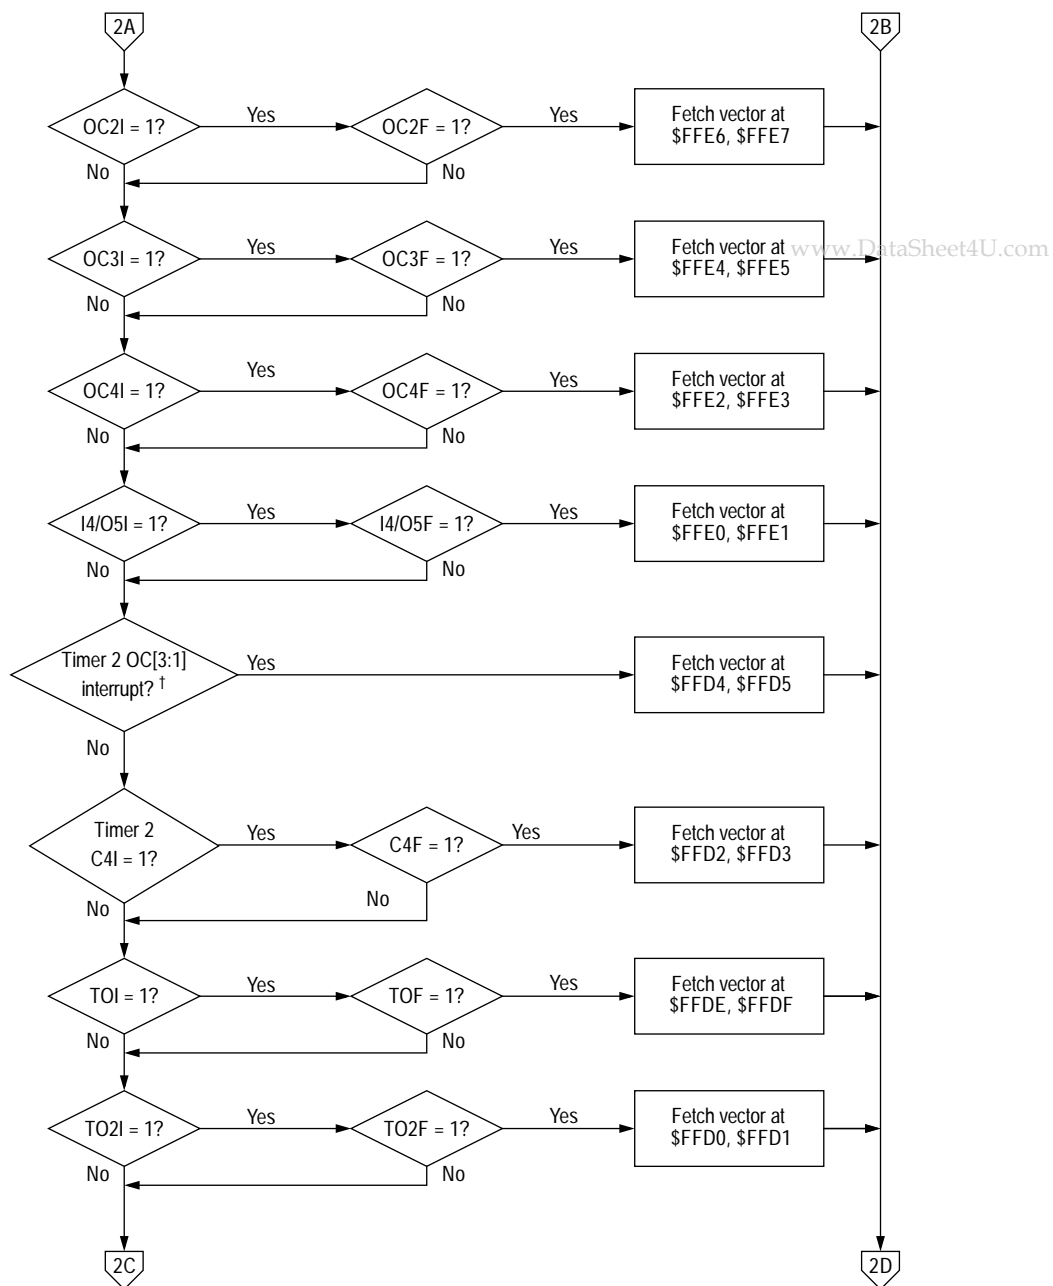 2A
2B
OC2I = 1?
Yes
OC2F = 1?
Yes
Fetch vector at
$FFE6, $FFE7
No
No
OC3I = 1?
Yes
OC3F = 1?
Yes
Fetch vector at
$FFE4, $FFE5
www.DataSheet4U.com
No
No
OC4I = 1?
Yes
OC4F = 1?
Yes
Fetch vector at
$FFE2, $FFE3
No
No
I4/O5I = 1?
Yes
I4/O5F = 1?
Yes
Fetch vector at
$FFE0, $FFE1
No
No
Timer 2 OC[3:1]
interrupt? †
Yes
Fetch vector at
$FFD4, $FFD5
No
Timer 2
C4I = 1?
Yes
C4F = 1?
Yes
Fetch vector at
$FFD2, $FFD3
No
No
TOI = 1?
Yes
TOF = 1?
Yes
Fetch vector at
$FFDE, $FFDF
No
No
TO2I = 1?
Yes
TO2F = 1?
Yes
Fetch vector at
$FFD0, $FFD1
No
No
2C
2D